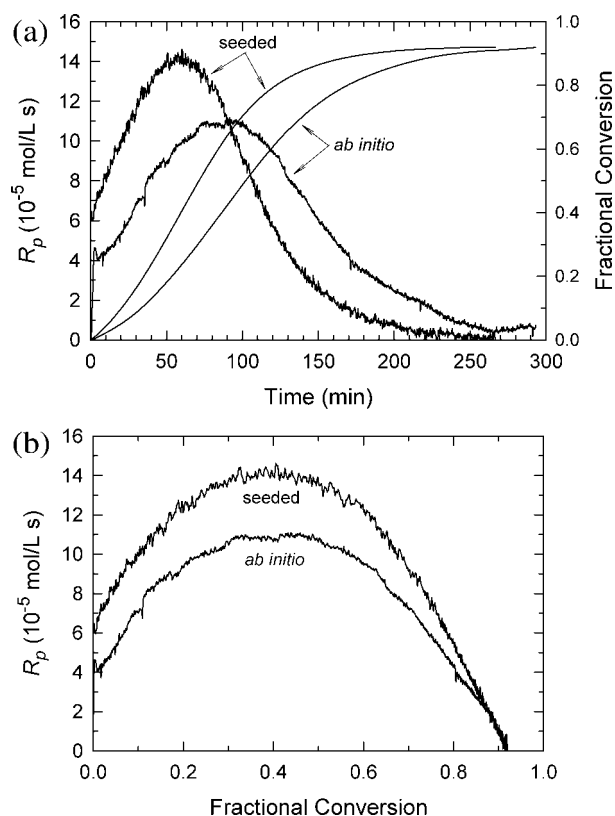 (a)
16
14
12
10
8
6
4
2
0
R_p (10^-5 mol/L s)
seeded
ab initio
1.0
0.8
0.6
0.4
0.2
0.0
Fractional Conversion
0 50 100 150 200 250 300
Time (min)
(b)
16
14
12
10
8
6
4
2
0
R_p (10^-5 mol/L s)
seeded
ab initio
0.0 0.2 0.4 0.6 0.8 1.0
Fractional Conversion